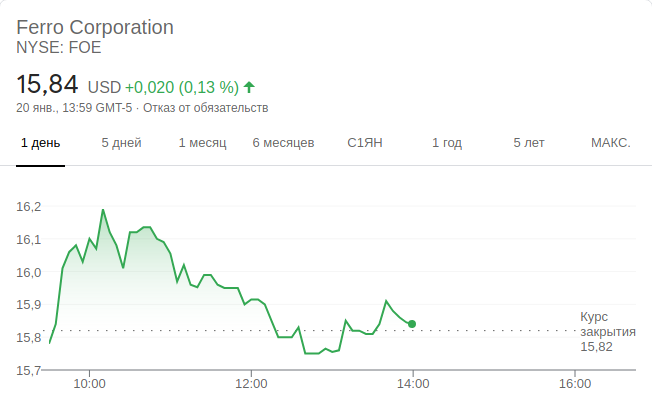 Ferro Corporation
NYSE: FOE
15,84 USD +0,020 (0,13 %)
20 янв., 13:59 GMT-5 · Отказ от обязательств
1 день 5 дней 1 месяц 6 месяцев С1ЯН 1 год 5 лет МАКС.
16,2
16,1
16,0
15,9
Курс
закрытия
15,8
15,82
15,7
10:00 12:00 14:00 16:00